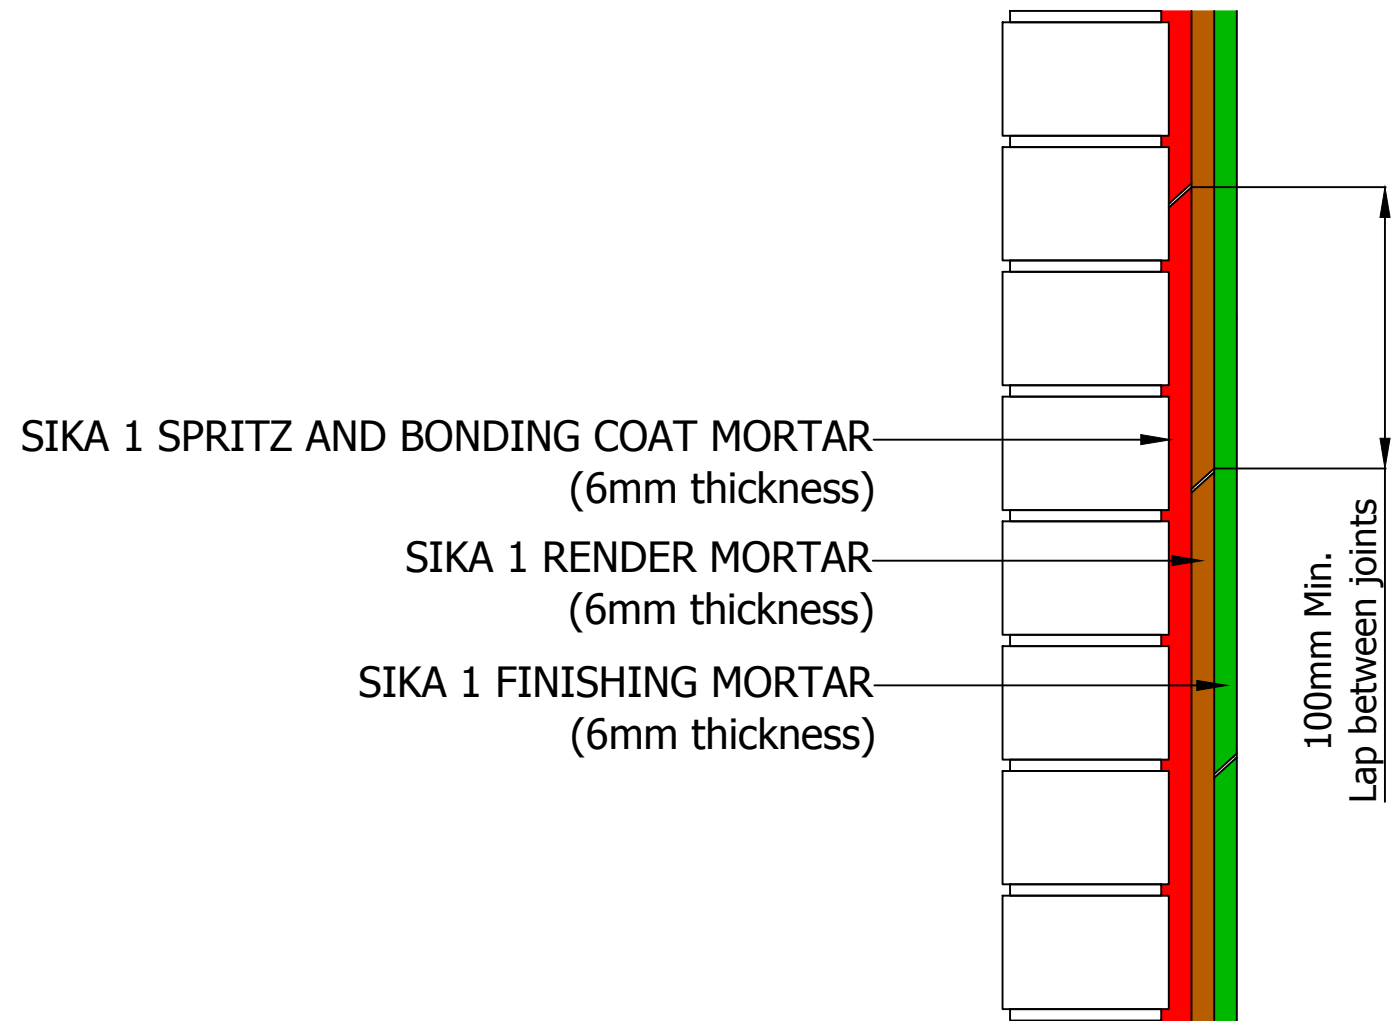 SIKA 1 SPRITZ AND BONDING COAT MORTAR
(6mm thickness)
SIKA 1 RENDER MORTAR
(6mm thickness)
SIKA 1 FINISHING MORTAR
(6mm thickness)
100mm Min.
Lap between joints